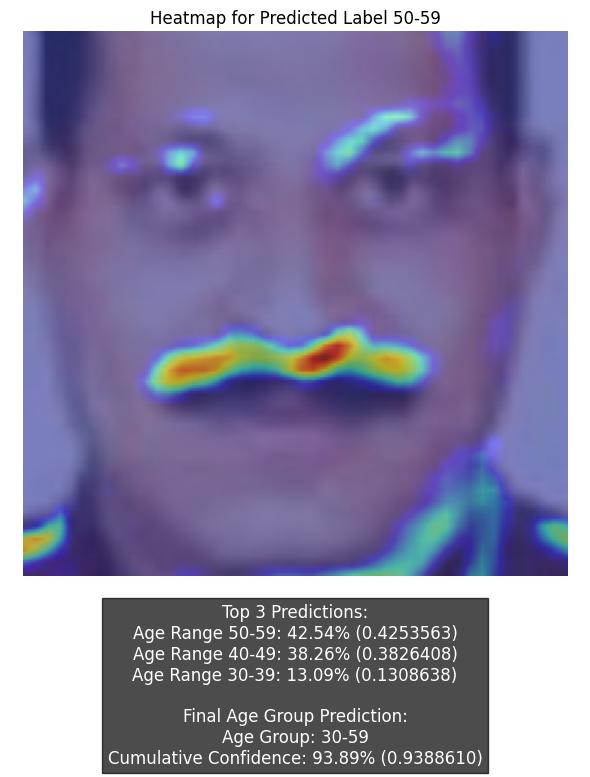 Heatmap for Predicted Label 50-59
Top 3 Predictions:
Age Range 50-59: 42.54% (0.4253563)
Age Range 40-49: 38.26% (0.3826408)
Age Range 30-39: 13.09% (0.1308638)
Final Age Group Prediction:
Age Group: 30-59
Cumulative Confidence: 93.89% (0.9388610)